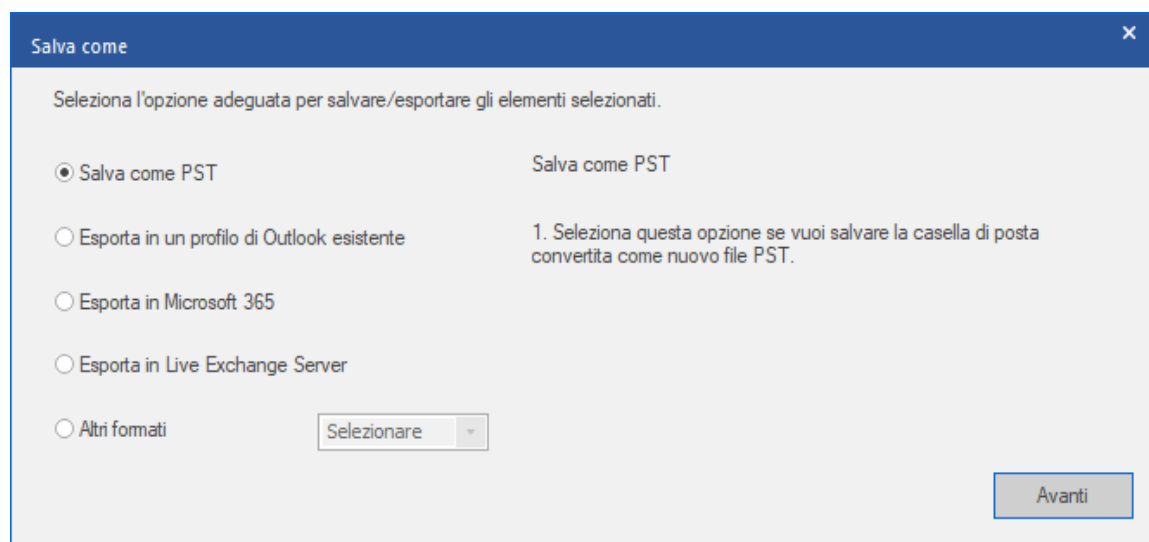 Salva come
Seleziona l'opzione adeguata per salvare/esportare gli elementi selezionati.
Salva come PST
Esporta in un profilo di Outlook esistente
Esporta in Microsoft 365
Esporta in Live Exchange Server
Altri formati
Selezionare
Salva come PST
1. Seleziona questa opzione se vuoi salvare la casella di posta
convertita come nuovo file PST.
Avanti